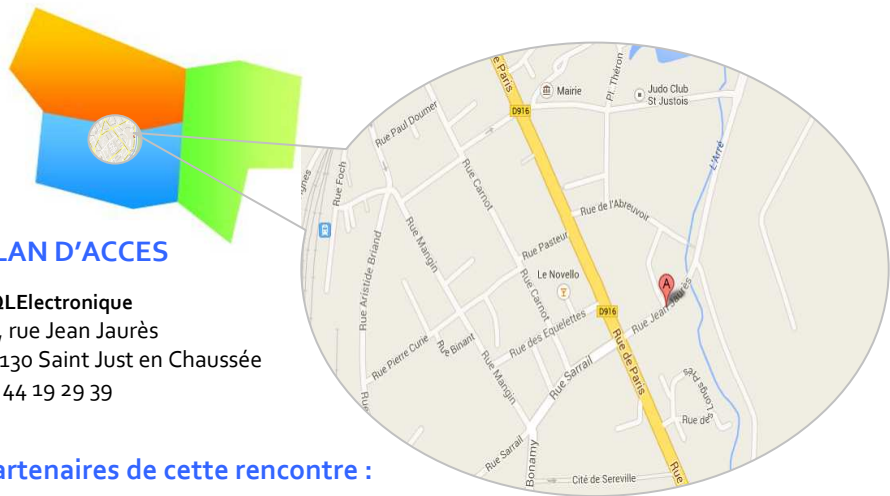 LAN D'ACCES
QLElectronique
, rue Jean Jaurès
130 Saint Just en Chaussée
44 19 29 39
artenaires de cette rencontre :
e Paris
Mairie
Pl. Théron
Judo Club
St Justois
D916
Rue Paul Doumer
L'Arré
Rue Foch
Rue Carnot
Rue de l'Abreuvoir
Rue Mangin
Rue Pasteur
Rue Aristide Briand
Le Novello
Rue Carnot
A
D916
Rue Jean Jaurès
Rue des Equelettes
Rue Binant
Rue Pierre Curie
Rue de Paris
Rue Mangin
Rue Sarrail
s Longs Prés
Rue de
Rue Sarrail
Bonamy
Cité de Sereville
Rue